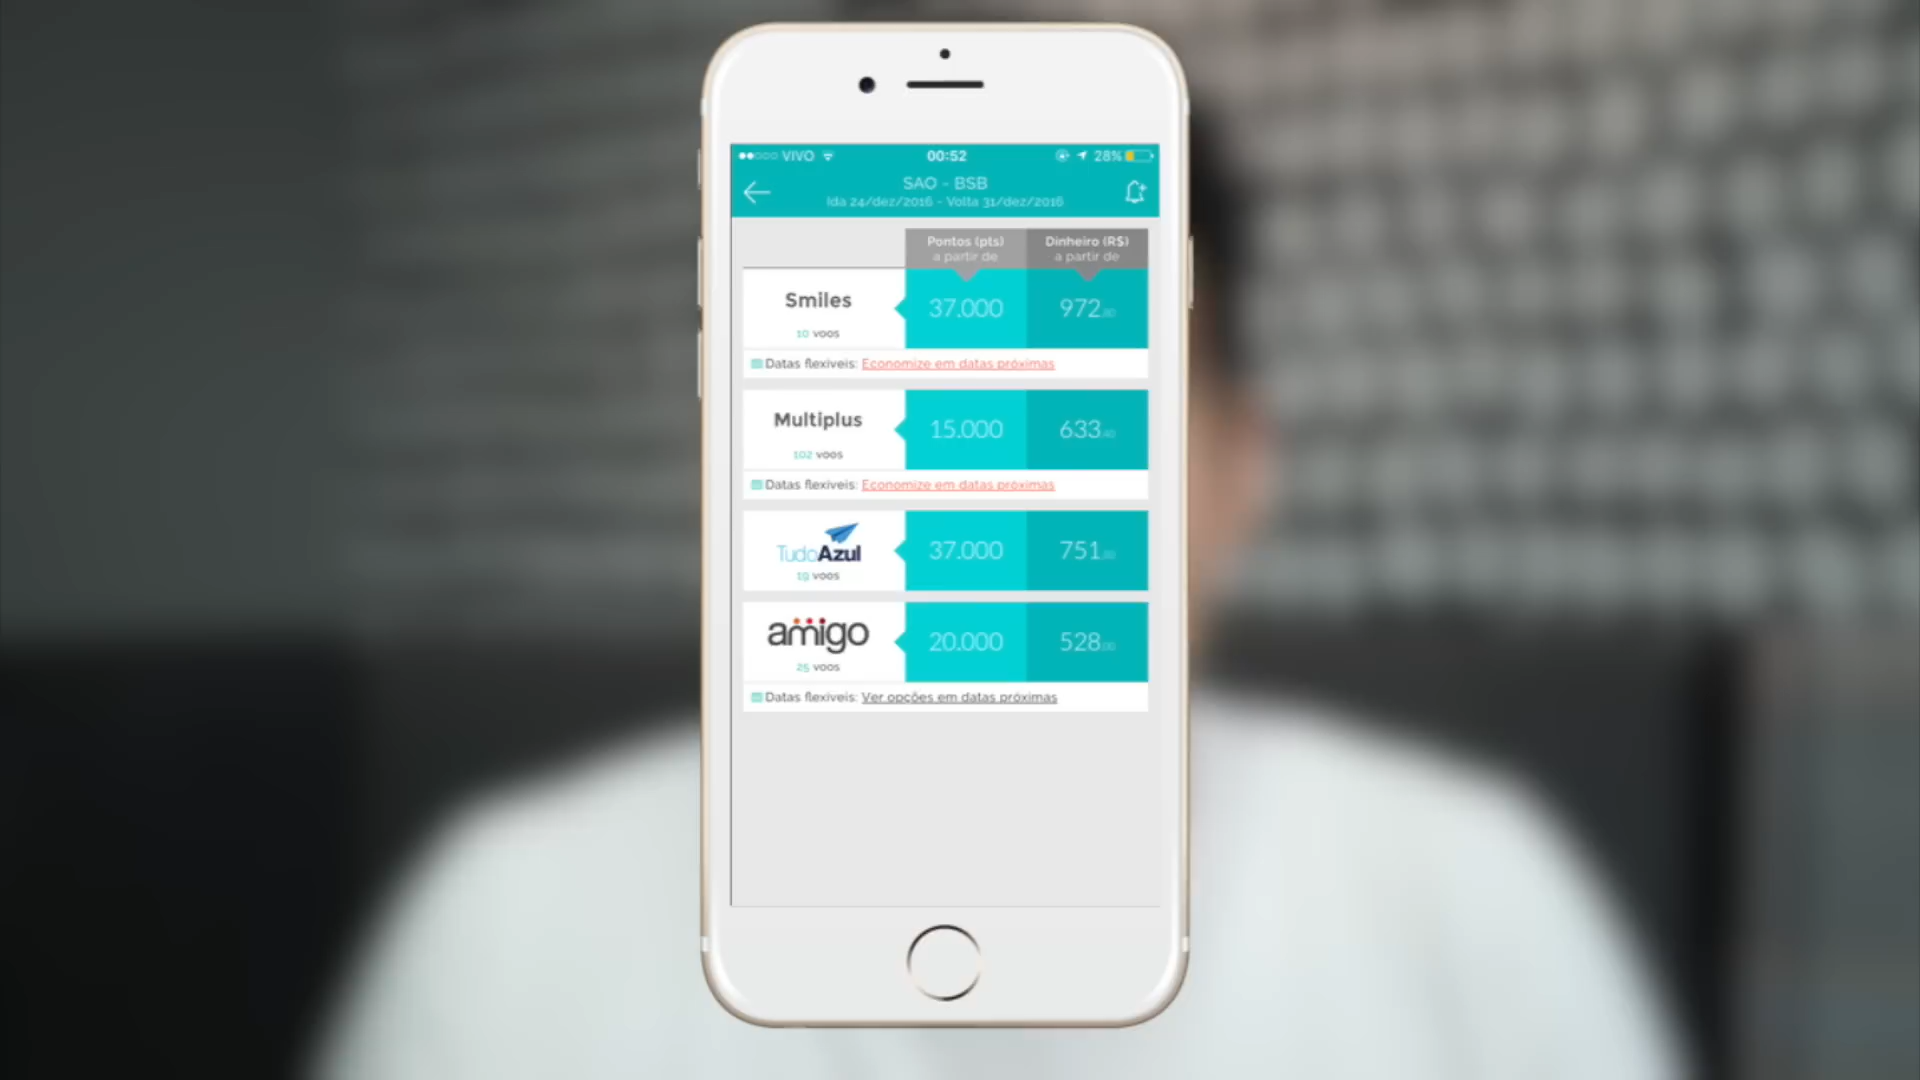 VIVO 00:52 28%
SAO - BSB
Ida 24/dez/2016 - Volta 31/dez/2016
Pontos (pts) Dinheiro (R$)
a partir de a partir de
Smiles 37.000 972
10 voos
Datas flexíveis: Economize em datas próximas
Multiplus 15.000 633
102 voos
Datas flexíveis: Economize em datas próximas
TudoAzul 37.000 751
19 voos
amigo 20.000 528
25 voos
Datas flexíveis: Ver opções em datas próximas